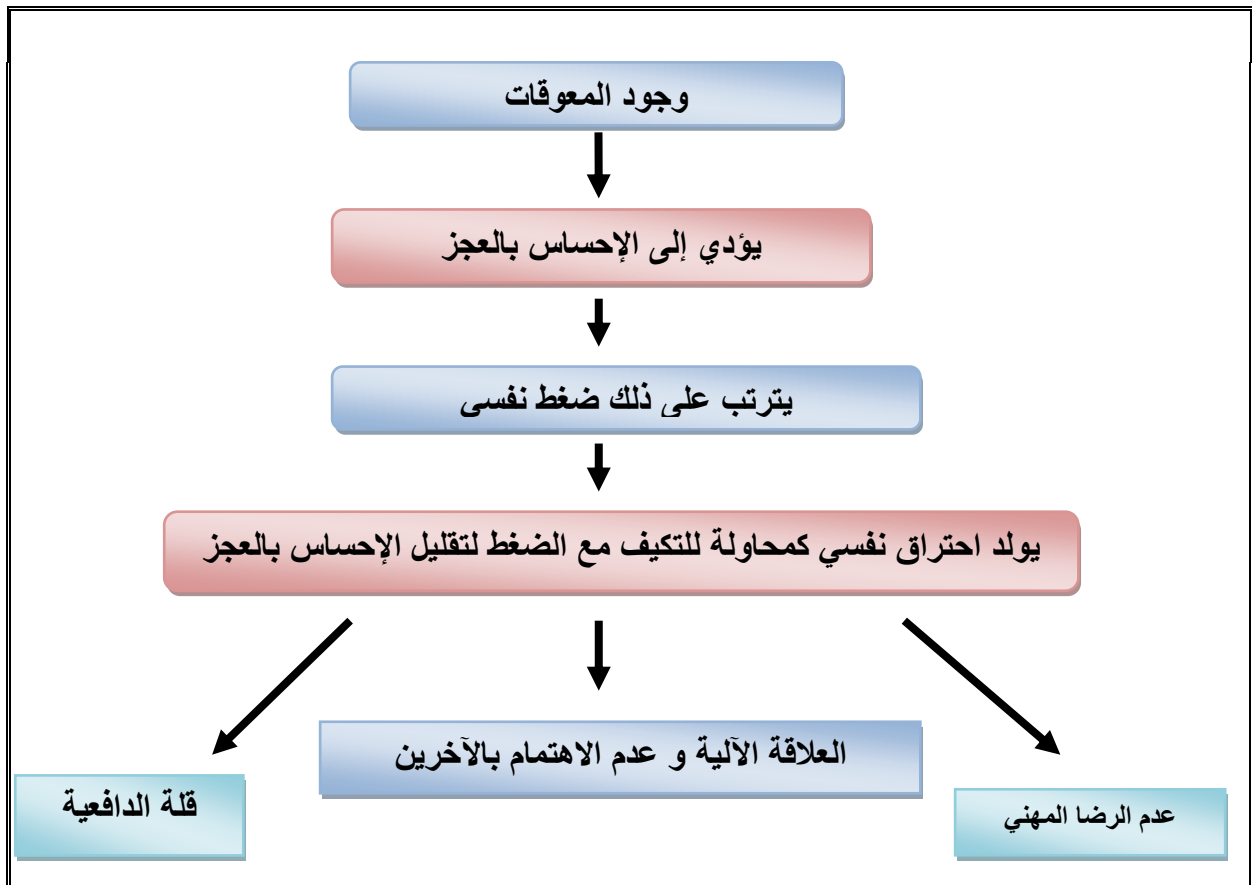 وجود المعوقات
يؤدي إلى الإحساس بالعجز
يترتب على ذلك ضغط نفسي
يولد احتراق نفسي كمحاولة للتكيف مع الضغط لتقليل الإحساس بالعجز
العلاقة الآلية و عدم الاهتمام بالآخرين
عدم الرضا المهني
قلة الدافعية